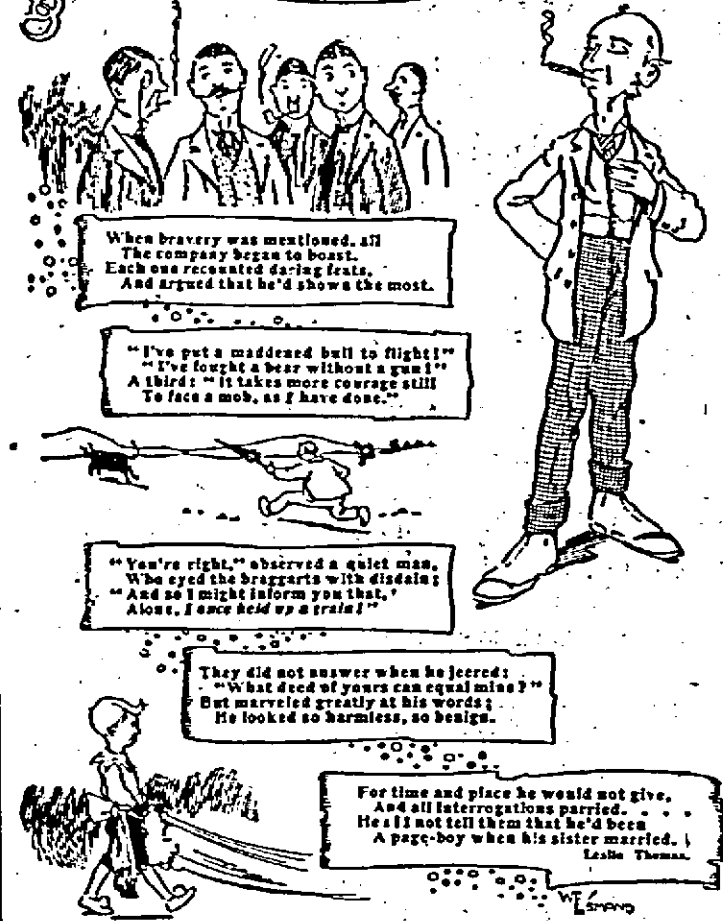 When bravery was mentioned, all
The company began to boast.
Each one recounted daring feats,
And argued that he'd shown the most.
"I've put a maddened bull to flight!"
"I've fought a bear without a gun!"
A third: "It takes more courage still
To face a mob, as I have done."
"You're right," observed a quiet man,
Who eyed the braggarts with disdain;
"And so I might inform you that,
Alone, I once held up a train!"
They did not answer when he jeered:
"What deed of yours can equal mine?"
But marveled greatly at his words;
He looked so harmless, so benign.
For time and place he would not give,
And all interrogations parried.
He did not tell them that he'd been
A page-boy when his sister married.
Leslie Thomas.